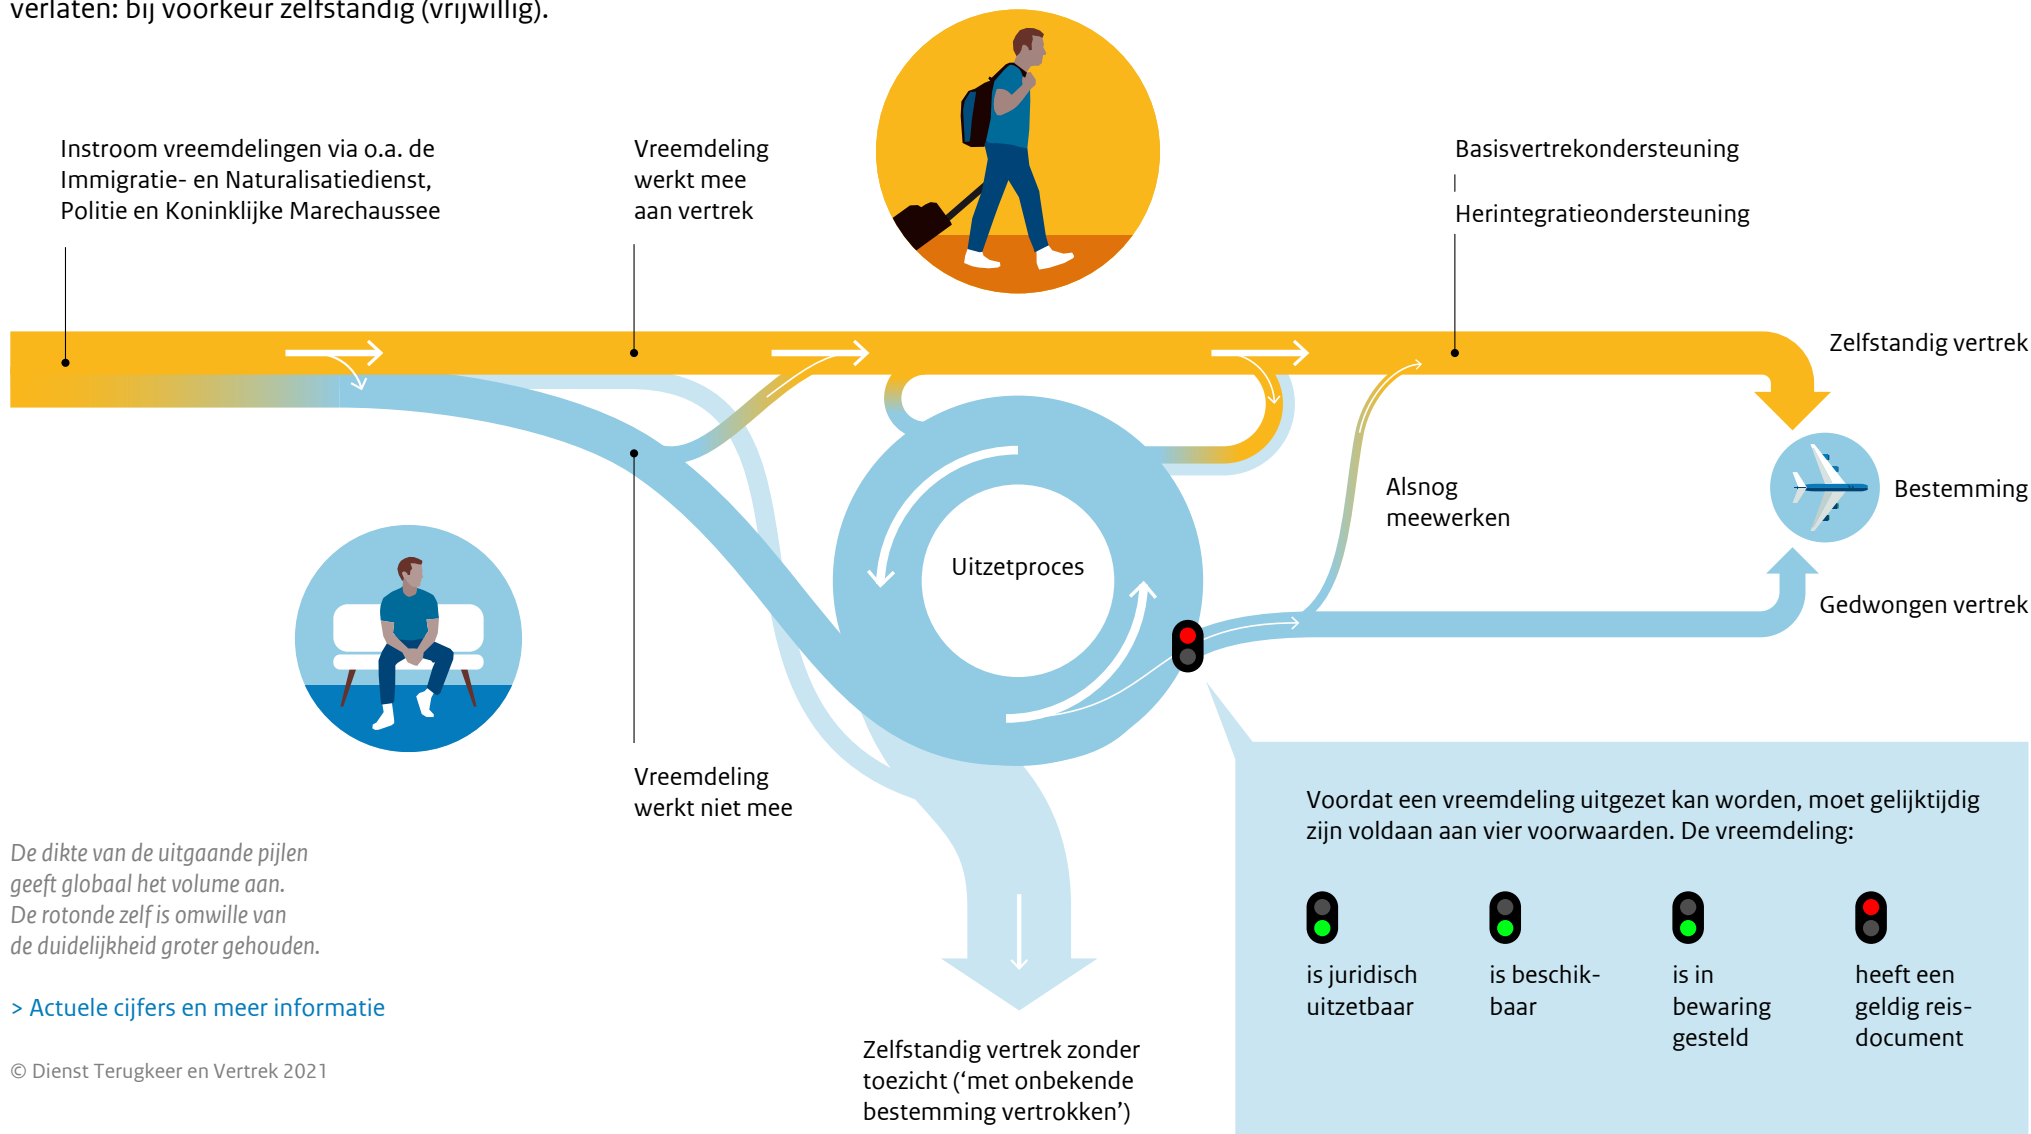 verlaten: bij voorkeur zelfstandig (vrijwillig).
Instroom vreemdelingen via o.a. de
Immigratie- en Naturalisatiedienst,
Politie en Koninklijke Marechaussee
Vreemdeling
werkt mee
aan vertrek
Basisvertrekondersteuning
Herintegratieondersteuning
Zelfstandig vertrek
Bestemming
Gedwongen vertrek
Alsnog
meewerken
Uitzetproces
Vreemdeling
werkt niet mee
De dikte van de uitgaande pijlen
geeft globaal het volume aan.
De rotonde zelf is omwille van
de duidelijkheid groter gehouden.
> Actuele cijfers en meer informatie
© Dienst Terugkeer en Vertrek 2021
Zelfstandig vertrek zonder
toezicht (‘met onbekende
bestemming vertrokken’)
Voordat een vreemdeling uitgezet kan worden, moet gelijktijdig
zijn voldaan aan vier voorwaarden. De vreemdeling:
is juridisch
uitzetbaar
is beschik-
baar
is in
bewaring
gesteld
heeft een
geldig reis-
document